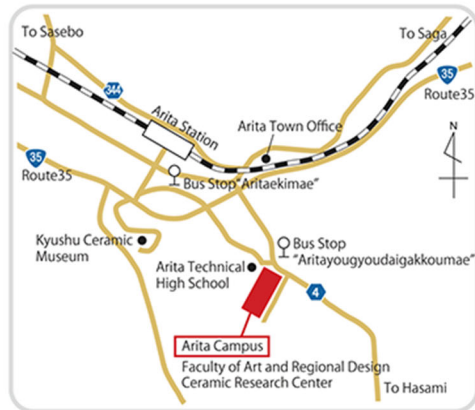 To Sasebo
To Saga
344
35
Route35
Arita Station
Arita Town Office
N
35
Route35
Bus Stop"Aritaekimae"
Kyushu Ceramic
Museum
Bus Stop
"Aritayougyoudaigakkoumae"
Arita Technical
High School
4
Arita Campus
Faculty of Art and Regional Design
Ceramic Research Center
To Hasami